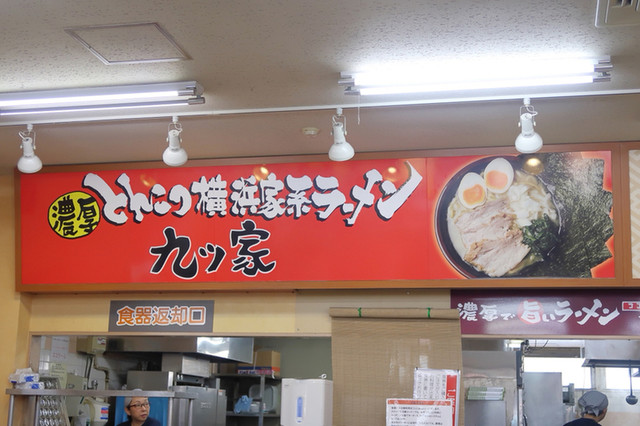 濃厚
とんこつ横浜家系ラーメン
九ッ家
食器返却口
濃厚で旨いラーメン